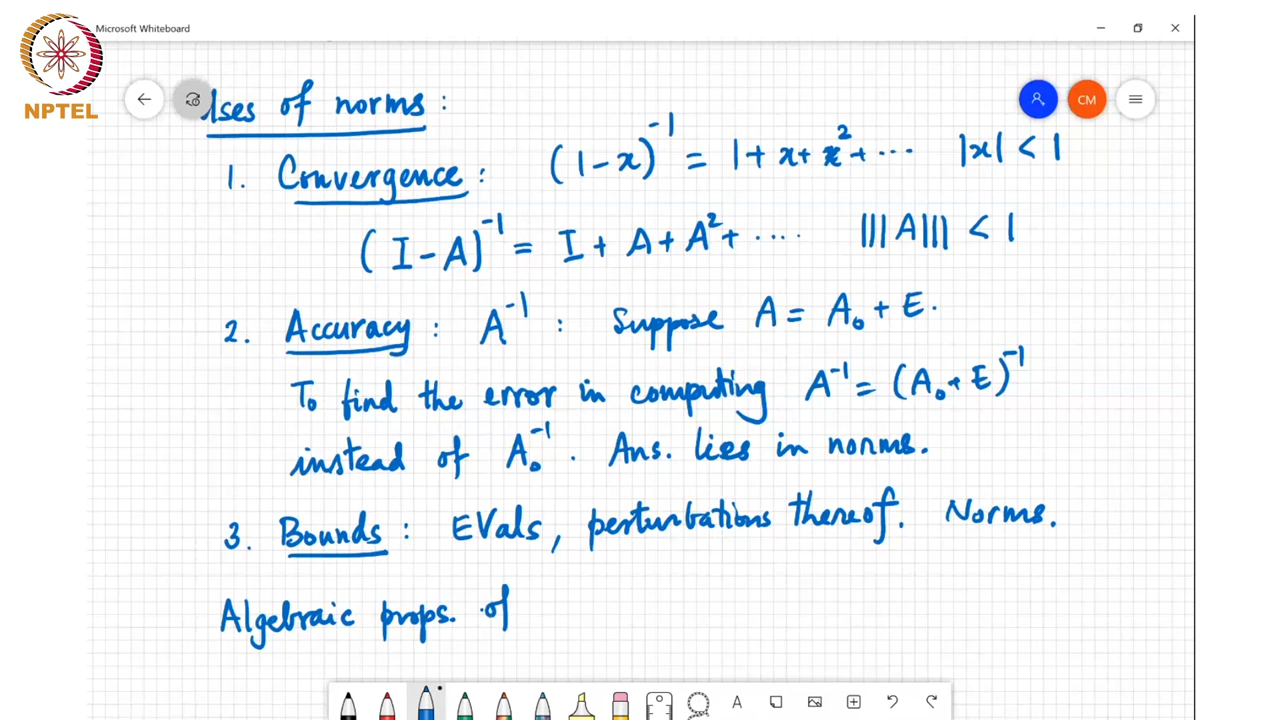 Microsoft Whiteboard
NPTEL
Uses of norms :
CM
1. Convergence : (1-x)⁻¹ = 1 + x + x² + ... |x| < 1
(I-A)⁻¹ = I + A + A² + .... |||A||| < 1
2. Accuracy : A⁻¹ : Suppose A = A₀ + E.
To find the error in computing A⁻¹ = (A₀+E)⁻¹
instead of A₀⁻¹. Ans. lies in norms.
3. Bounds : EVals, perturbations thereof. Norms.
Algebraic props. of
A